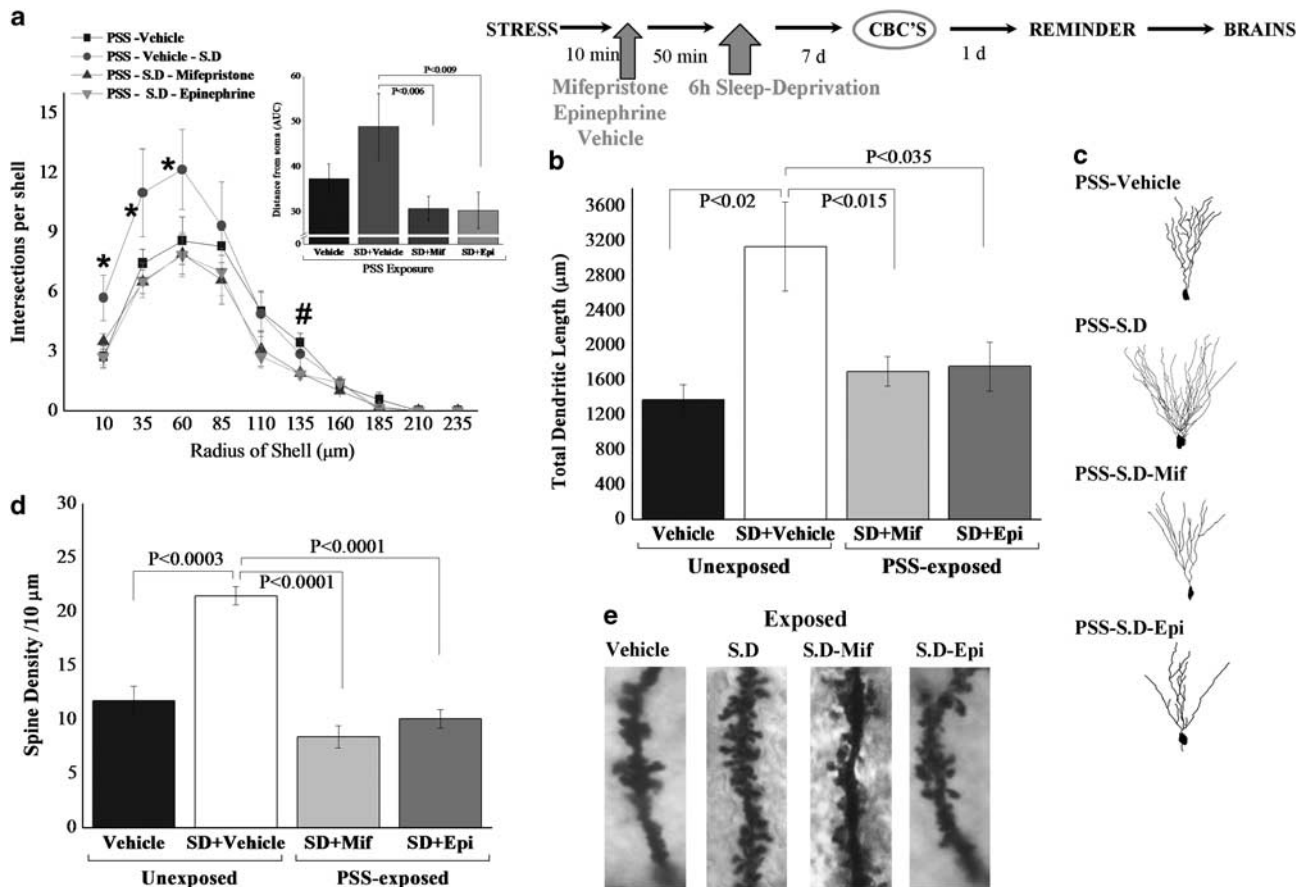 STRESS
10 min
50 min
7 d
CBC'S
1 d
REMINDER
BRAINS
Mifepristone
Epinephrine
Vehicle
6h Sleep-Deprivation
a
PSS -Vehicle
PSS - Vehicle - S.D
PSS - S.D - Mifepristone
PSS - S.D - Epinephrine
15
12
9
6
3
0
Intersections per shell
* * *
#
10 35 60 85 110 135 160 185 210 235
Radius of Shell (μm)
60
50
40
30
0
Distance from soma (AUC)
P<0.009
P<0.006
Vehicle SD+Vehicle SD+Mif SD+Epi
PSS Exposure
b
3600
3200
2800
2400
2000
1600
1200
800
400
0
Total Dendritic Length (μm)
P<0.035
P<0.02
P<0.015
Vehicle SD+Vehicle SD+Mif SD+Epi
Unexposed PSS-exposed
c
PSS-Vehicle
PSS-S.D
PSS-S.D-Mif
PSS-S.D-Epi
d
30
25
20
15
10
5
0
Spine Density /10 μm
P<0.0001
P<0.0003
P<0.0001
Vehicle SD+Vehicle SD+Mif SD+Epi
Unexposed PSS-exposed
e
Exposed
Vehicle S.D S.D-Mif S.D-Epi